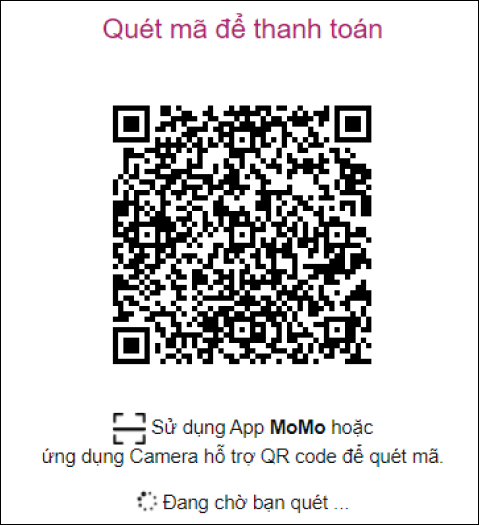 Quét mã để thanh toán
Sử dụng App MoMo hoặc
ứng dụng Camera hỗ trợ QR code để quét mã.
Đang chờ bạn quét ...